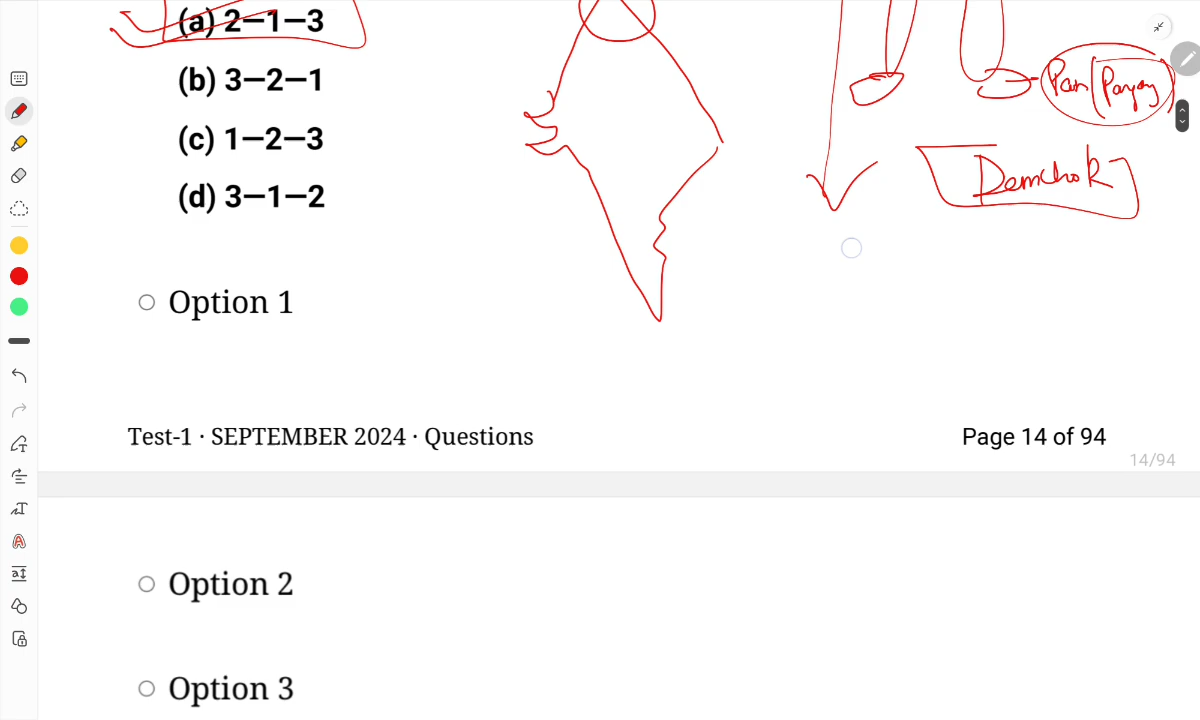 (a) 2—1—3
(b) 3—2—1
(c) 1—2—3
(d) 3—1—2
Demchok
Option 1
Test-1 · SEPTEMBER 2024 · Questions
Page 14 of 94
14/94
Option 2
Option 3